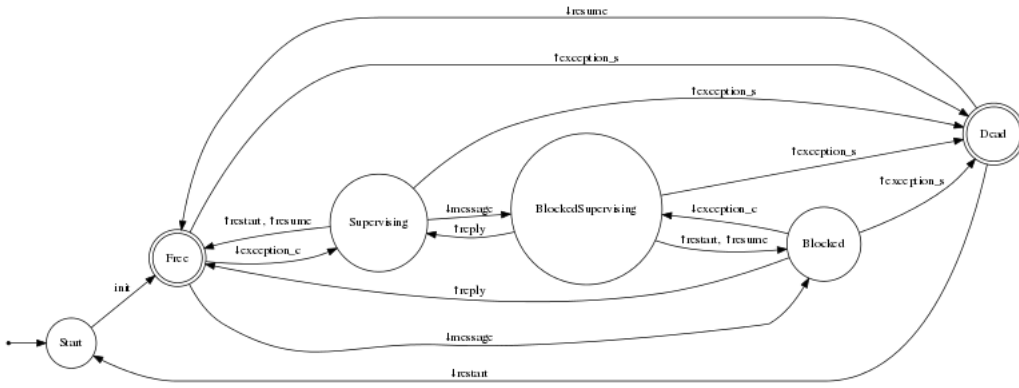 ↓resume
↑exception_s
↑exception_s
Dead
↑exception_s
↑exception_s
Supervising
↓message
BlockedSupervising
↓exception_c
↑restart, ↑resume
↑reply
↑restart, ↑resume
Blocked
Free
↓exception_c
↑reply
init
Start
↓message
↓restart